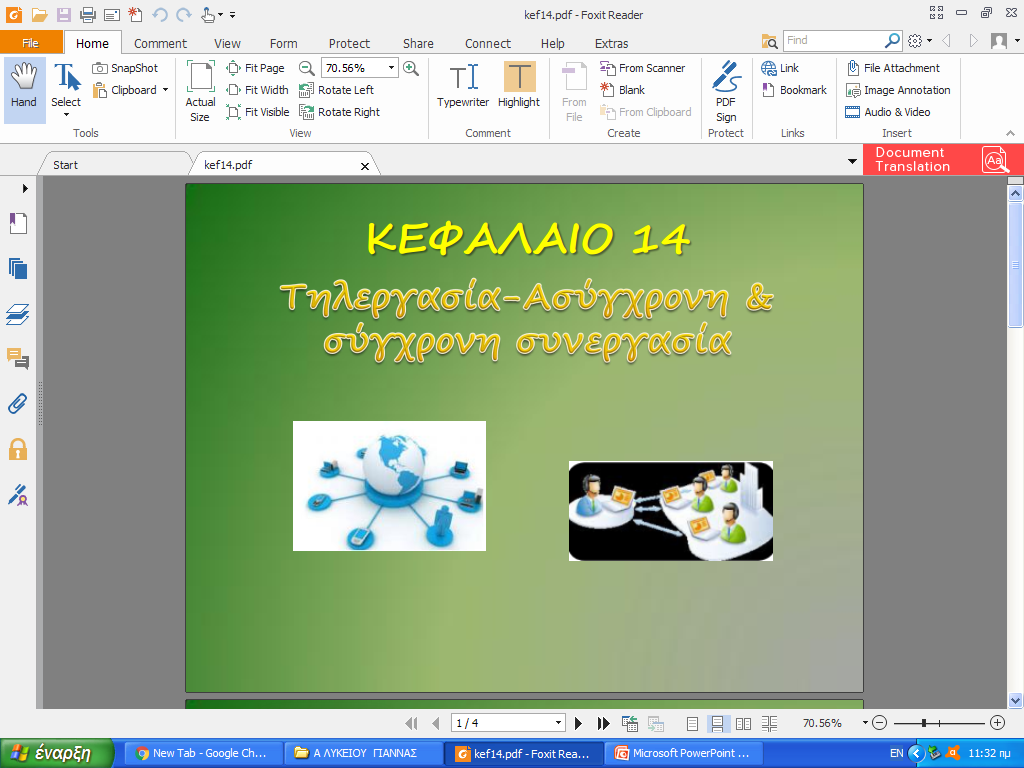 kef14.pdf - Foxit Reader
File Home Comment View Form Protect Share Connect Help Extras Find
Hand
Select
SnapShot
Clipboard
Tools
Actual Size
Fit Page
Fit Width
Fit Visible
70.56%
Rotate Left
Rotate Right
View
Typewriter
Highlight
Comment
From File
From Scanner
Blank
From Clipboard
Create
PDF Sign
Protect
Link
Bookmark
Links
File Attachment
Image Annotation
Audio & Video
Insert
Start kef14.pdf
Document
Translation
ΚΕΦΑΛΑΙΟ 14
Τηλεργασία-Ασύγχρονη &
σύγχρονη συνεργασία
1 / 4 70.56%
έναρξη New Tab - Google Ch... Α ΛΥΚΕΙΟΥ ΓΙΑΝΝΑΣ kef14.pdf - Foxit Rea... Microsoft PowerPoint ... EN 11:32 πμ